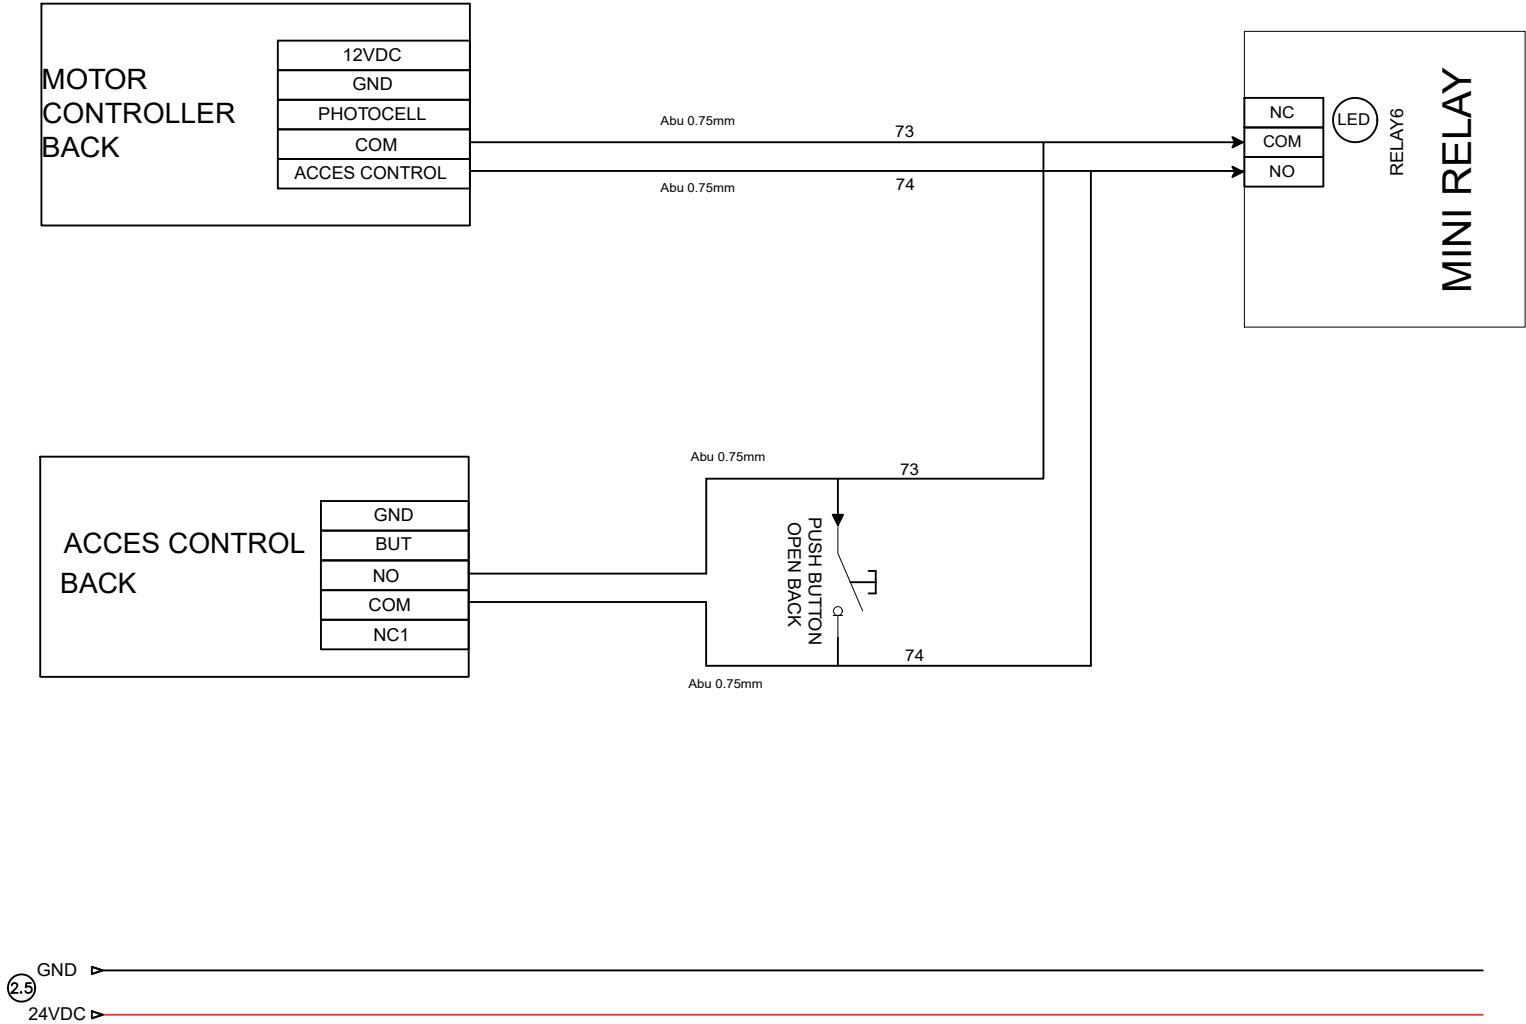 MOTOR
CONTROLLER
BACK
12VDC
GND
PHOTOCELL
COM
ACCES CONTROL
Abu 0.75mm
73
Abu 0.75mm
74
NC
COM
NO
LED
RELAY6
MINI RELAY
ACCES CONTROL
BACK
GND
BUT
NO
COM
NC1
Abu 0.75mm
73
PUSH BUTTON
OPEN BACK
74
Abu 0.75mm
GND
2.5
24VDC